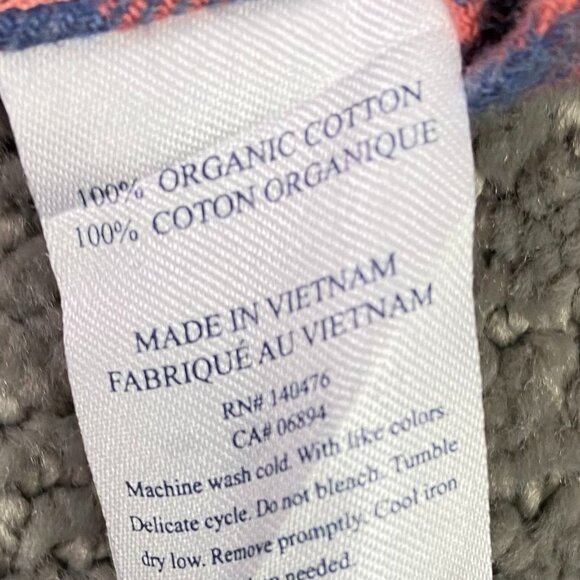 100% ORGANIC COTTON
100% COTON ORGANIQUE
MADE IN VIETNAM
FABRIQUÉ AU VIETNAM
RN# 140476
CA# 06894
Machine wash cold. With like colors.
Delicate cycle. Do not bleach. Tumble
dry low. Remove promptly. Cool iron
needed.